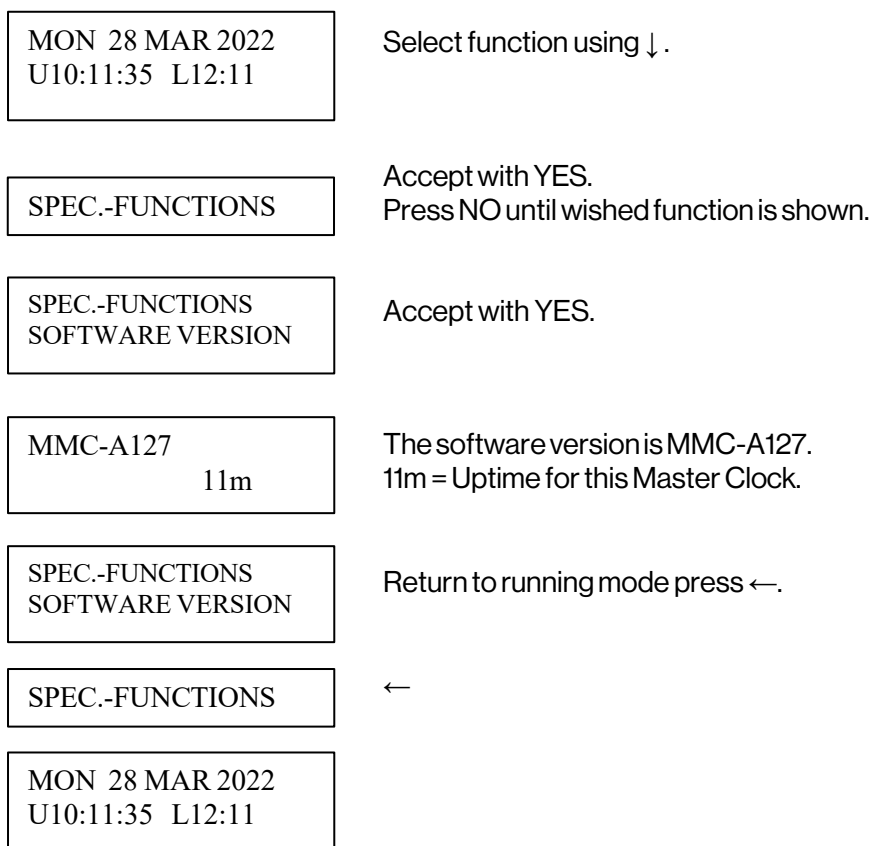 MON 28 MAR 2022
U10:11:35 L12:11
Select function using ↓.
SPEC.-FUNCTIONS
Accept with YES.
Press NO until wished function is shown.
SPEC.-FUNCTIONS
SOFTWARE VERSION
Accept with YES.
MMC-A127
11m
The software version is MMC-A127.
11m = Uptime for this Master Clock.
SPEC.-FUNCTIONS
SOFTWARE VERSION
Return to running mode press ←.
SPEC.-FUNCTIONS
←
MON 28 MAR 2022
U10:11:35 L12:11